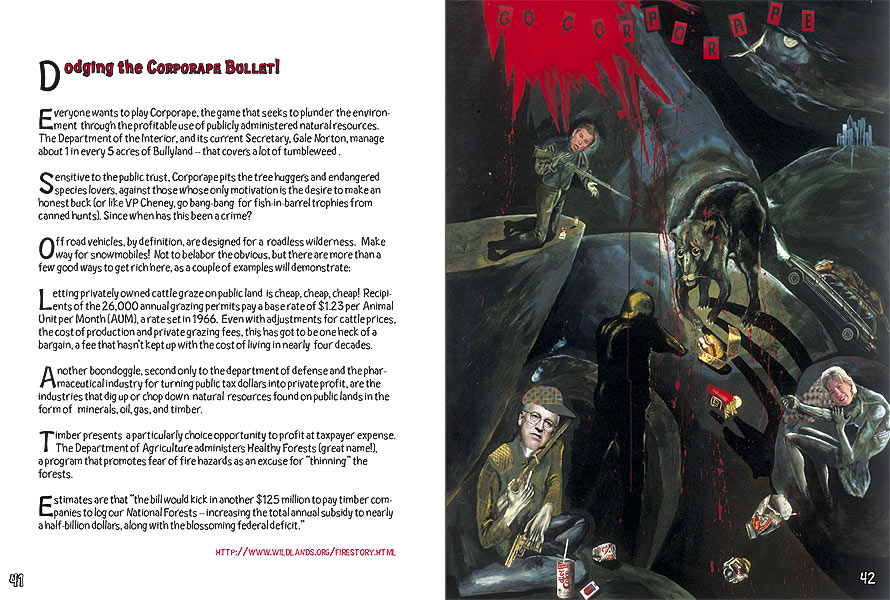 Dodging the CORPORAPE BULLET!
Everyone wants to play Corporape, the game that seeks to plunder the environ-
ment through the profitable use of publicly administered natural resources.
The Department of the Interior, and its current Secretary, Gale Norton, manage
about 1 in every 5 acres of Bullyland – that covers a lot of tumbleweed .
Sensitive to the public trust, Corporape pits the tree huggers and endangered
species lovers, against those whose only motivation is the desire to make an
honest buck (or like VP Cheney, go bang-bang for fish-in-barrel trophies from
canned hunts). Since when has this been a crime?
Off road vehicles, by definition, are designed for a roadless wilderness. Make
way for snowmobiles! Not to belabor the obvious, but there are more than a
few good ways to get rich here, as a couple of examples will demonstrate:
Letting privately owned cattle graze on public land is cheap, cheap, cheap! Recipi-
ents of the 26,000 annual grazing permits pay a base rate of $1.23 per Animal
Unit per Month (AUM), a rate set in 1966. Even with adjustments for cattle prices,
the cost of production and private grazing fees, this has got to be one heck of a
bargain, a fee that hasn't kept up with the cost of living in nearly four decades.
Another boondoggle, second only to the department of defense and the phar-
maceutical industry for turning public tax dollars into private profit, are the
industries that dig up or chop down natural resources found on public lands in the
form of minerals, oil, gas, and timber.
Timber presents a particularly choice opportunity to profit at taxpayer expense.
The Department of Agriculture administers Healthy Forests (great name!),
a program that promotes fear of fire hazards as an excuse for "thinning" the
forests.
Estimates are that "the bill would kick in another $125 million to pay timber com-
panies to log our National Forests – increasing the total annual subsidy to nearly
a half-billion dollars, along with the blossoming federal deficit."
HTTP://WWW.WILDLANDS.ORG/FIRESTORY.HTML
41
GO CORPORAPE
42